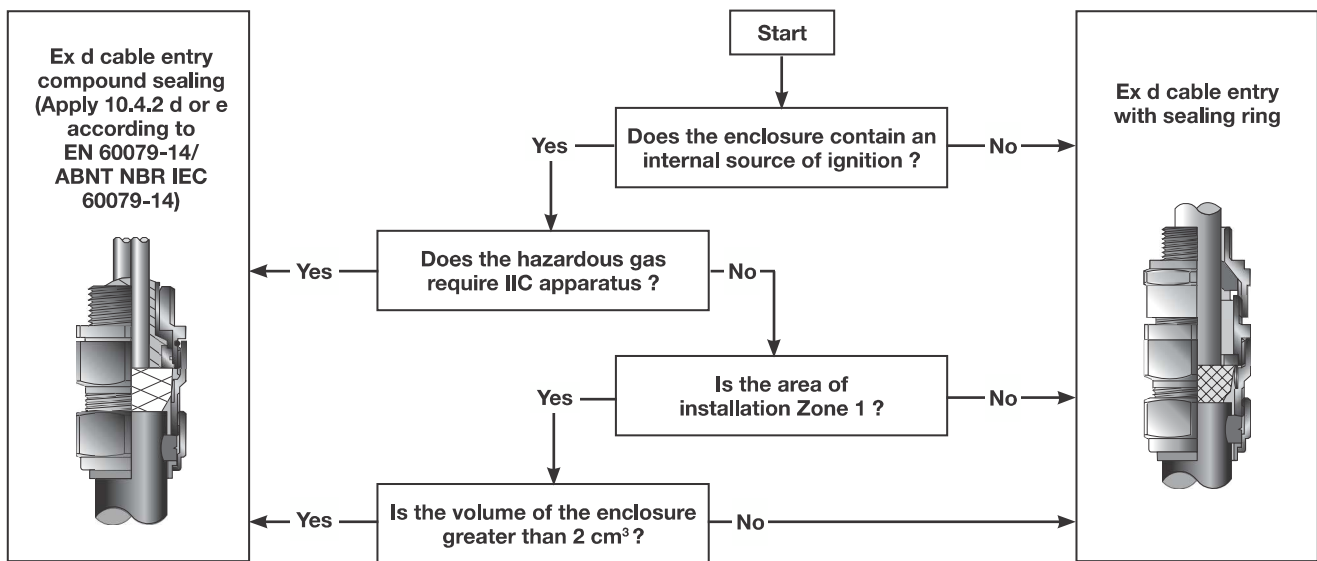 Ex d cable entry
compound sealing
(Apply 10.4.2 d or e
according to
EN 60079-14/
ABNT NBR IEC
60079-14)
Start
Does the enclosure contain an
internal source of ignition ?
Yes
No
Does the hazardous gas
require IIC apparatus ?
Yes
No
Is the area of
installation Zone 1 ?
Yes
No
Is the volume of the enclosure
greater than 2 cm³ ?
Yes
No
Ex d cable entry
with sealing ring